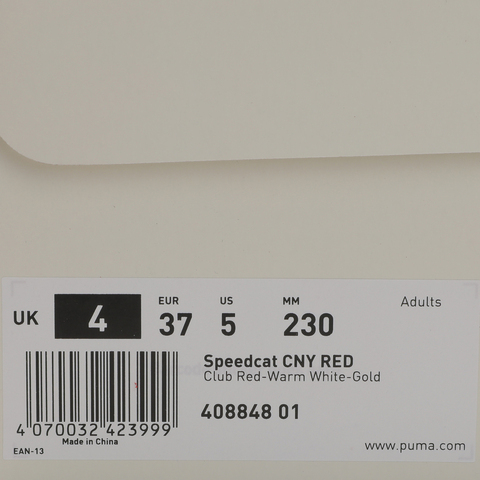 Adults
EUR US MM
UK 4 37 5 230
Speedcat CNY RED
Club Red-Warm White-Gold
408848 01
4 070032 423999
Made in China
www.puma.com
EAN-13